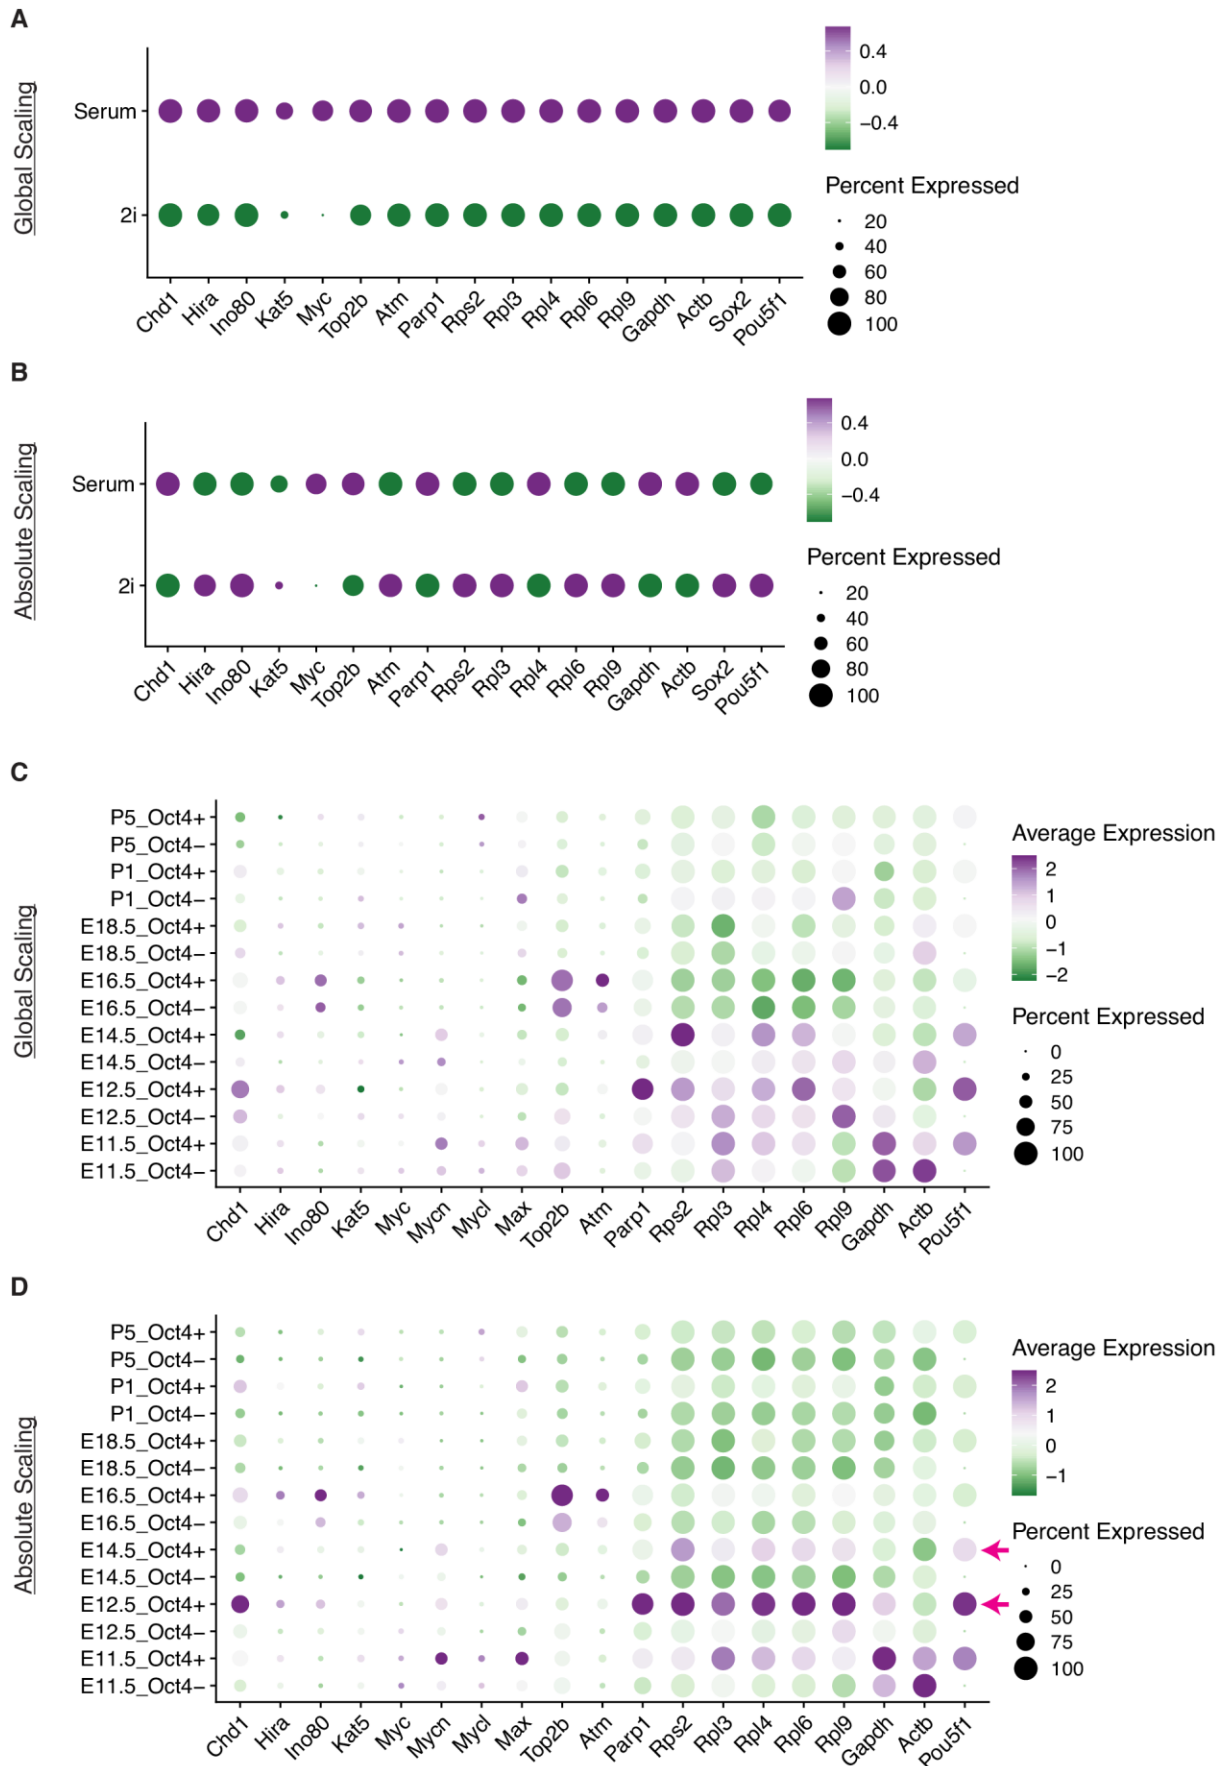 A
Global Scaling
Serum
2i
Chd1 Hira Ino80 Kat5 Myc Top2b Atm Parp1 Rps2 Rpl3 Rpl4 Rpl6 Rpl9 Gapdh Actb Sox2 Pou5f1
0.4
0.0
−0.4
Percent Expressed
20
40
60
80
100
B
Absolute Scaling
Serum
2i
Chd1 Hira Ino80 Kat5 Myc Top2b Atm Parp1 Rps2 Rpl3 Rpl4 Rpl6 Rpl9 Gapdh Actb Sox2 Pou5f1
0.4
0.0
−0.4
Percent Expressed
20
40
60
80
100
C
Global Scaling
P5_Oct4+
P5_Oct4−
P1_Oct4+
P1_Oct4−
E18.5_Oct4+
E18.5_Oct4−
E16.5_Oct4+
E16.5_Oct4−
E14.5_Oct4+
E14.5_Oct4−
E12.5_Oct4+
E12.5_Oct4−
E11.5_Oct4+
E11.5_Oct4−
Chd1 Hira Ino80 Kat5 Myc Mycn Mycl Max Top2b Atm Parp1 Rps2 Rpl3 Rpl4 Rpl6 Rpl9 Gapdh Actb Pou5f1
Average Expression
2
1
0
−1
−2
Percent Expressed
0
25
50
75
100
D
Absolute Scaling
P5_Oct4+
P5_Oct4−
P1_Oct4+
P1_Oct4−
E18.5_Oct4+
E18.5_Oct4−
E16.5_Oct4+
E16.5_Oct4−
E14.5_Oct4+
E14.5_Oct4−
E12.5_Oct4+
E12.5_Oct4−
E11.5_Oct4+
E11.5_Oct4−
Chd1 Hira Ino80 Kat5 Myc Mycn Mycl Max Top2b Atm Parp1 Rps2 Rpl3 Rpl4 Rpl6 Rpl9 Gapdh Actb Pou5f1
Average Expression
2
1
0
−1
Percent Expressed
0
25
50
75
100